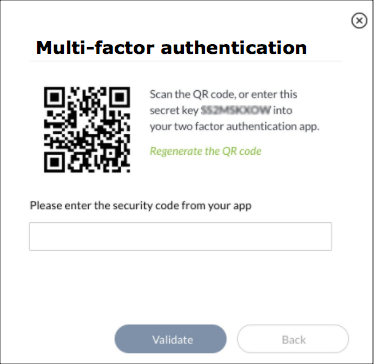 Multi-factor authentication
Scan the QR code, or enter this
secret key into
your two factor authentication app.
Regenerate the QR code
Please enter the security code from your app
Validate
Back